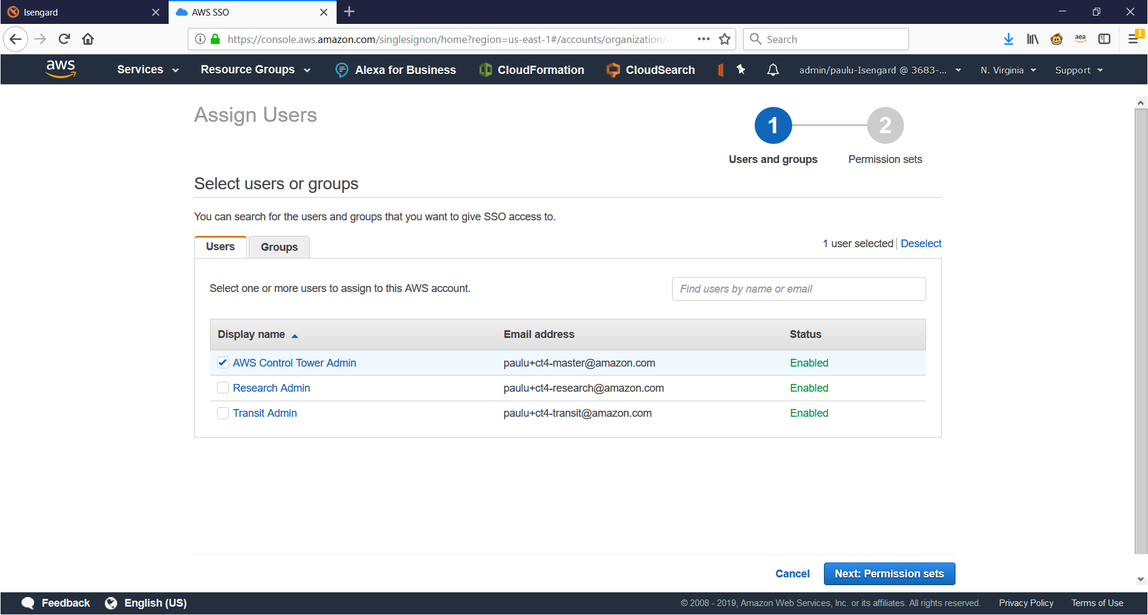 Isengard
AWS SSO
https://console.aws.amazon.com/singlesignon/home?region=us-east-1#/accounts/organization/
Search
aws
Services Resource Groups Alexa for Business CloudFormation CloudSearch admin/paulu-Isengard @ 3683-... N. Virginia Support
Assign Users
1 2
Users and groups Permission sets
Select users or groups
You can search for the users and groups that you want to give SSO access to.
Users Groups 1 user selected Deselect
Select one or more users to assign to this AWS account. Find users by name or email
Display name Email address Status
AWS Control Tower Admin paulu+ct4-master@amazon.com Enabled
Research Admin paulu+ct4-research@amazon.com Enabled
Transit Admin paulu+ct4-transit@amazon.com Enabled
Cancel Next: Permission sets
Feedback English (US) © 2008 - 2019, Amazon Web Services, Inc. or its affiliates. All rights reserved. Privacy Policy Terms of Use